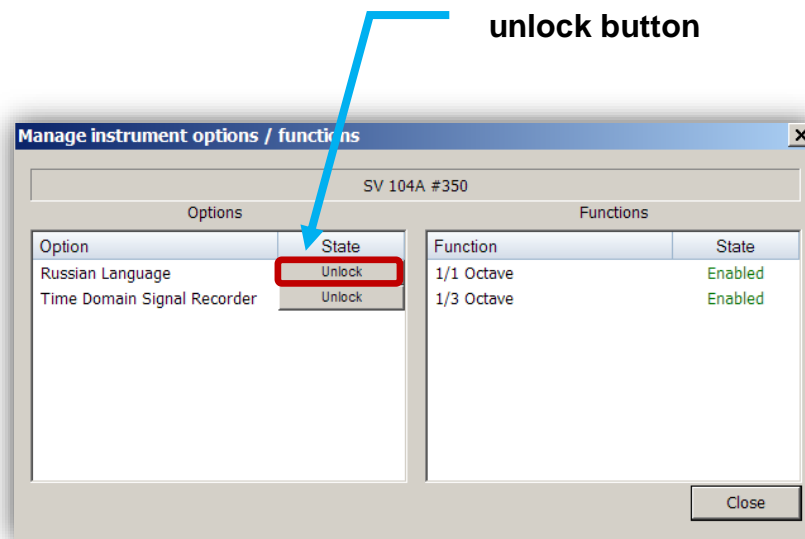 unlock button
Manage instrument options / functions
SV 104A #350
Options
Functions
Option State
Russian Language Unlock
Time Domain Signal Recorder Unlock
Function State
1/1 Octave Enabled
1/3 Octave Enabled
Close